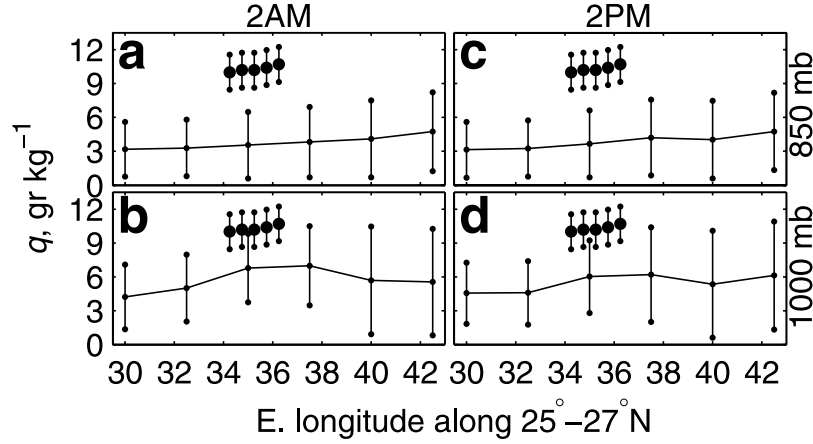 2AM 2PM
a c
12
9
6
3
0
850 mb
b d
12
9
6
3
0
1000 mb
q, gr kg⁻¹
30 32 34 36 38 40 42 30 32 34 36 38 40 42
E. longitude along 25°–27°N